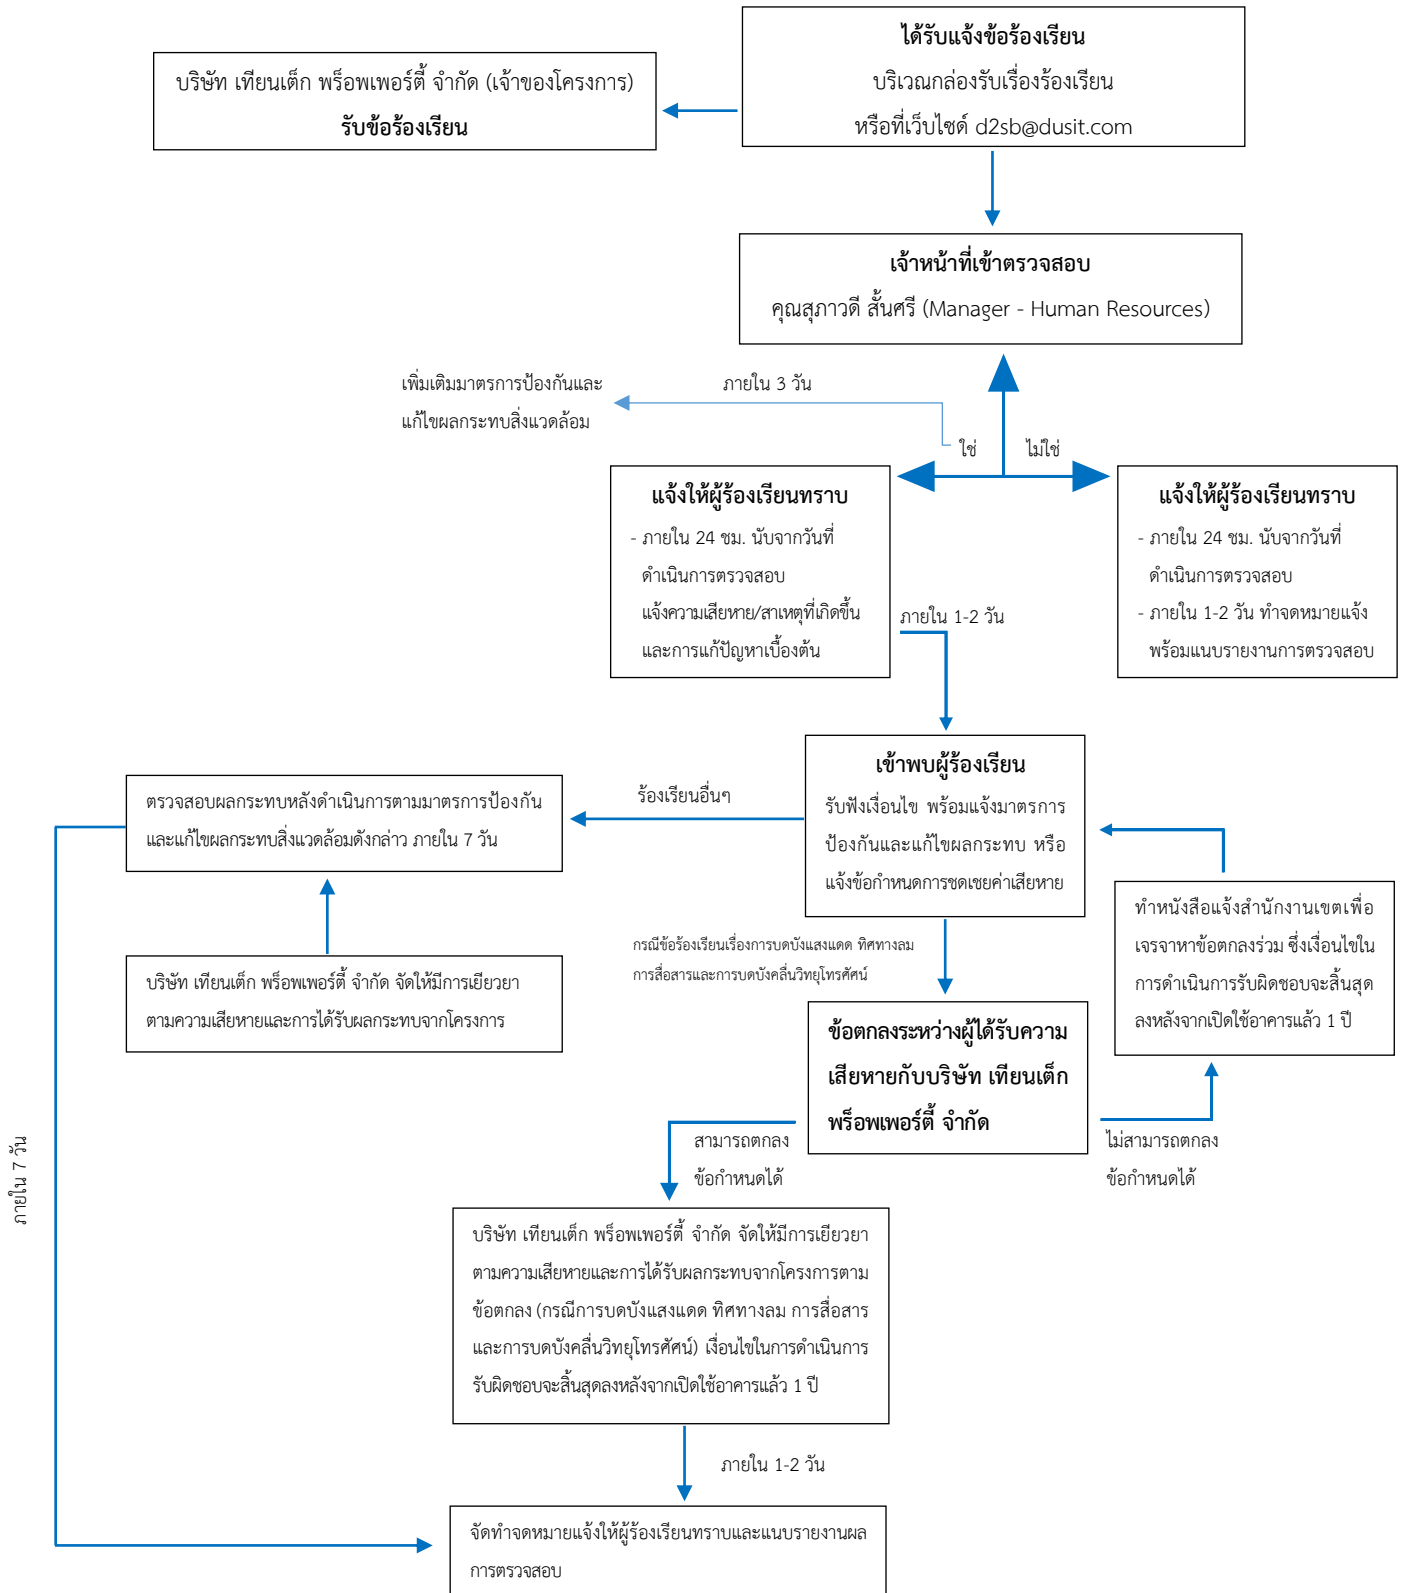 ได้รับแจ้งข้อร้องเรียน
บริเวณกล่องรับเรื่องร้องเรียน
หรือที่เว็บไซด์ d2sb@dusit.com
บริษัท เทียนเต็ก พร็อพเพอร์ตี้ จำกัด (เจ้าของโครงการ)
รับข้อร้องเรียน
เจ้าหน้าที่เข้าตรวจสอบ
คุณสุภาวดี สั้นศรี (Manager - Human Resources)
เพิ่มเติมมาตรการป้องกันและ
แก้ไขผลกระทบสิ่งแวดล้อม
ภายใน 3 วัน
ใช่
ไม่ใช่
แจ้งให้ผู้ร้องเรียนทราบ
- ภายใน 24 ชม. นับจากวันที่
ดำเนินการตรวจสอบ
แจ้งความเสียหาย/สาเหตุที่เกิดขึ้น
และการแก้ปัญหาเบื้องต้น
แจ้งให้ผู้ร้องเรียนทราบ
- ภายใน 24 ชม. นับจากวันที่
ดำเนินการตรวจสอบ
- ภายใน 1-2 วัน ทำจดหมายแจ้ง
พร้อมแนบรายงานการตรวจสอบ
ภายใน 1-2 วัน
เข้าพบผู้ร้องเรียน
รับฟังเงื่อนไข พร้อมแจ้งมาตรการ
ป้องกันและแก้ไขผลกระทบ หรือ
แจ้งข้อกำหนดการชดเชยค่าเสียหาย
ร้องเรียนอื่นๆ
ตรวจสอบผลกระทบหลังดำเนินการตามมาตรการป้องกัน
และแก้ไขผลกระทบสิ่งแวดล้อมดังกล่าว ภายใน 7 วัน
บริษัท เทียนเต็ก พร็อพเพอร์ตี้ จำกัด จัดให้มีการเยียวยา
ตามความเสียหายและการได้รับผลกระทบจากโครงการ
กรณีข้อร้องเรียนเรื่องการบดบังแสงแดด ทิศทางลม
การสื่อสารและการบดบังคลื่นวิทยุโทรศัศน์
ทำหนังสือแจ้งสำนักงานเขตเพื่อ
เจรจาหาข้อตกลงร่วม ซึ่งเงื่อนไขใน
การดำเนินการรับผิดชอบจะสิ้นสุด
ลงหลังจากเปิดใช้อาคารแล้ว 1 ปี
ข้อตกลงระหว่างผู้ได้รับความ
เสียหายกับบริษัท เทียนเต็ก
พร็อพเพอร์ตี้ จำกัด
สามารถตกลง
ข้อกำหนดได้
ไม่สามารถตกลง
ข้อกำหนดได้
ภายใน 7 วัน
บริษัท เทียนเต็ก พร็อพเพอร์ตี้ จำกัด จัดให้มีการเยียวยา
ตามความเสียหายและการได้รับผลกระทบจากโครงการตาม
ข้อตกลง (กรณีการบดบังแสงแดด ทิศทางลม การสื่อสาร
และการบดบังคลื่นวิทยุโทรศัศน์) เงื่อนไขในการดำเนินการ
รับผิดชอบจะสิ้นสุดลงหลังจากเปิดใช้อาคารแล้ว 1 ปี
ภายใน 1-2 วัน
จัดทำจดหมายแจ้งให้ผู้ร้องเรียนทราบและแนบรายงานผล
การตรวจสอบ